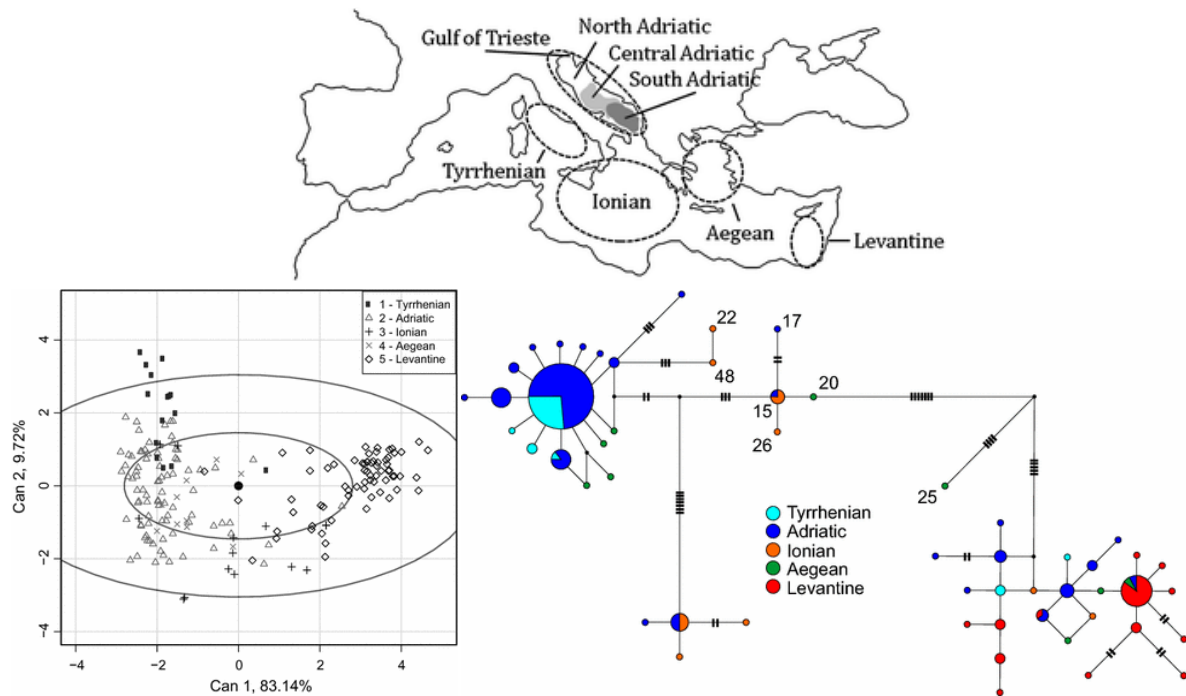 North Adriatic
Gulf of Trieste
Central Adriatic
South Adriatic
Tyrrhenian
Ionian
Aegean
Levantine
1 - Tyrrhenian
2 - Adriatic
3 - Ionian
4 - Aegean
5 - Levantine
Can 2, 9.72%
4
2
0
−2
−4
−4 −2 0 2 4
Can 1, 83.14%
22
17
48
20
15
26
25
Tyrrhenian
Adriatic
Ionian
Aegean
Levantine